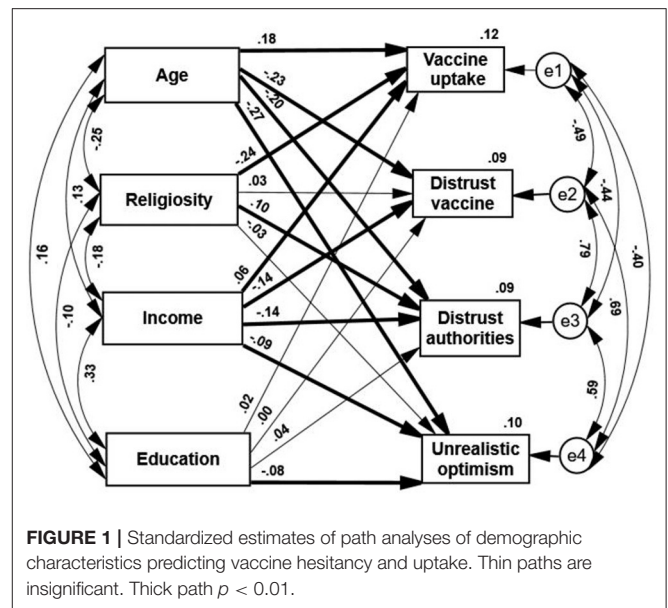 .18
.12
Age
Vaccine
uptake
e1
-.23
-.20
-.27
-.25
-.49
.13
-.24
.09
Religiosity
.03
Distrust
vaccine
e2
.10
-.03
-.44
.16
-.18
.79
-.40
-.10
.06
-.14
.09
.69
Income
-.14
Distrust
authorities
e3
-.09
.33
.02
.00
.59
.04
.10
Education
-.08
Unrealistic
optimism
e4
FIGURE 1 | Standardized estimates of path analyses of demographic
characteristics predicting vaccine hesitancy and uptake. Thin paths are
insignificant. Thick path p < 0.01.